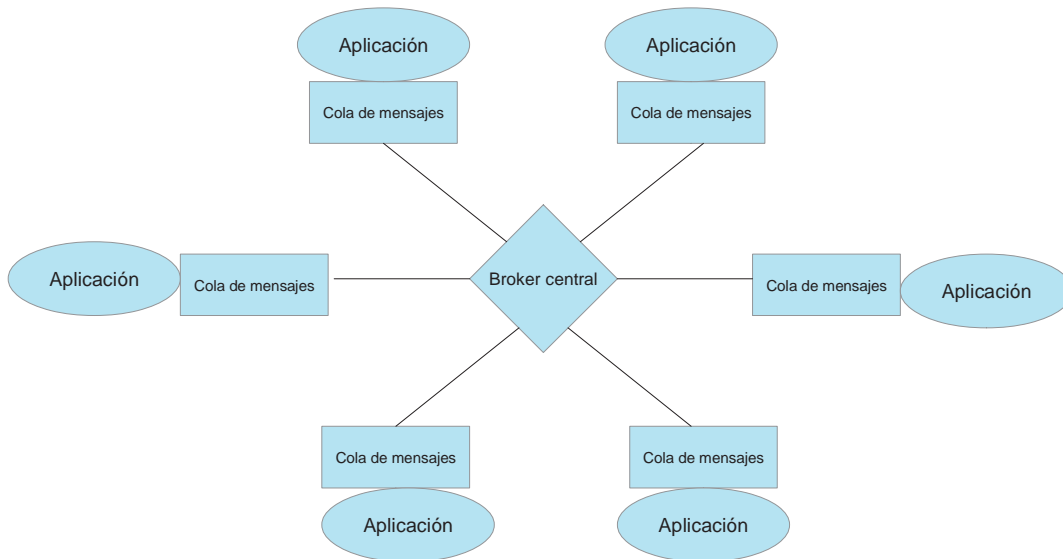 Aplicación
Aplicación
Cola de mensajes
Cola de mensajes
Aplicación
Cola de mensajes
Broker central
Cola de mensajes
Aplicación
Cola de mensajes
Cola de mensajes
Aplicación
Aplicación